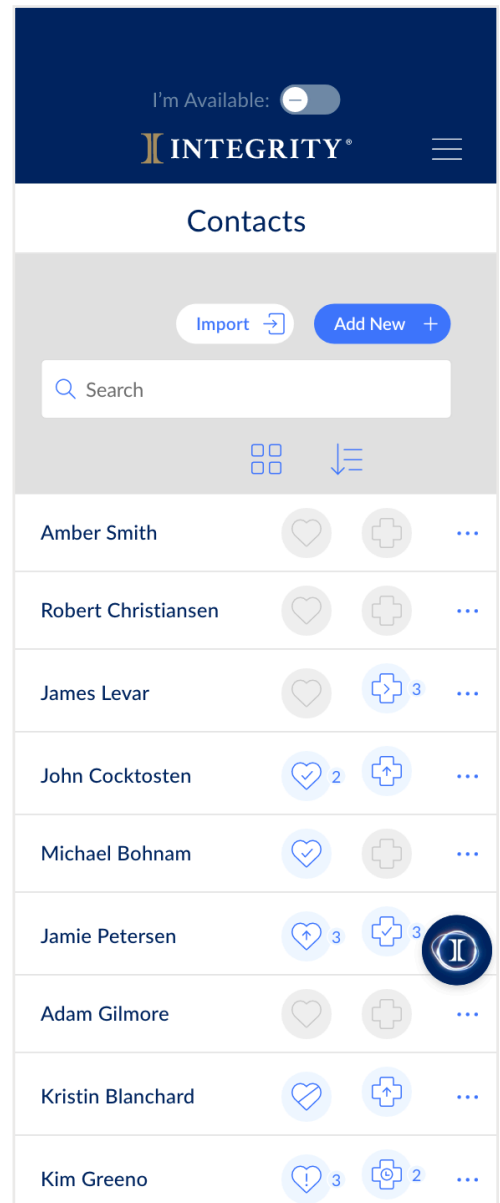 I'm Available:
INTEGRITY®
Contacts
Import
Add New +
Search
Amber Smith
Robert Christiansen
James Levar 3
John Cocktosten 2
Michael Bohnam
Jamie Petersen 3 3
Adam Gilmore
Kristin Blanchard
Kim Greeno 3 2